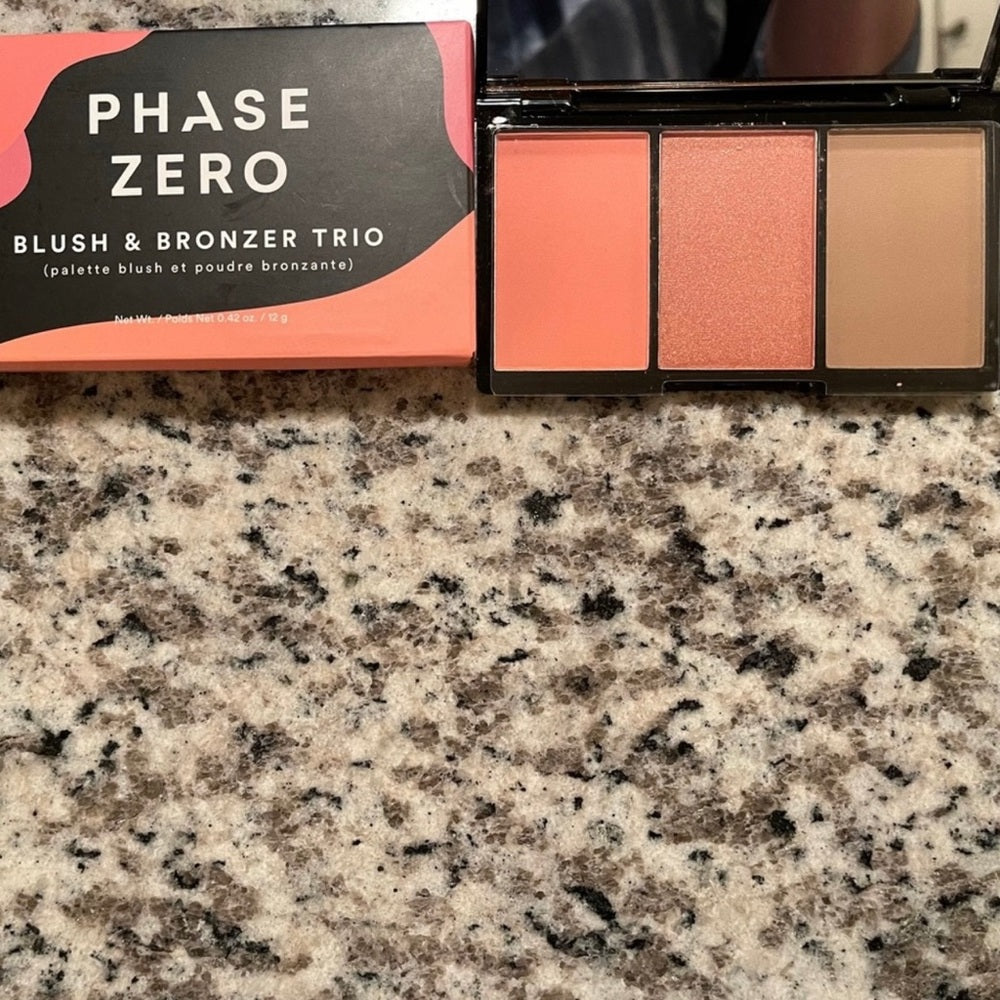 PHASE
ZERO
BLUSH & BRONZER TRIO
(palette blush et poudre bronzante)
Net Wt. / Poids Net 0.42 oz. / 12 g